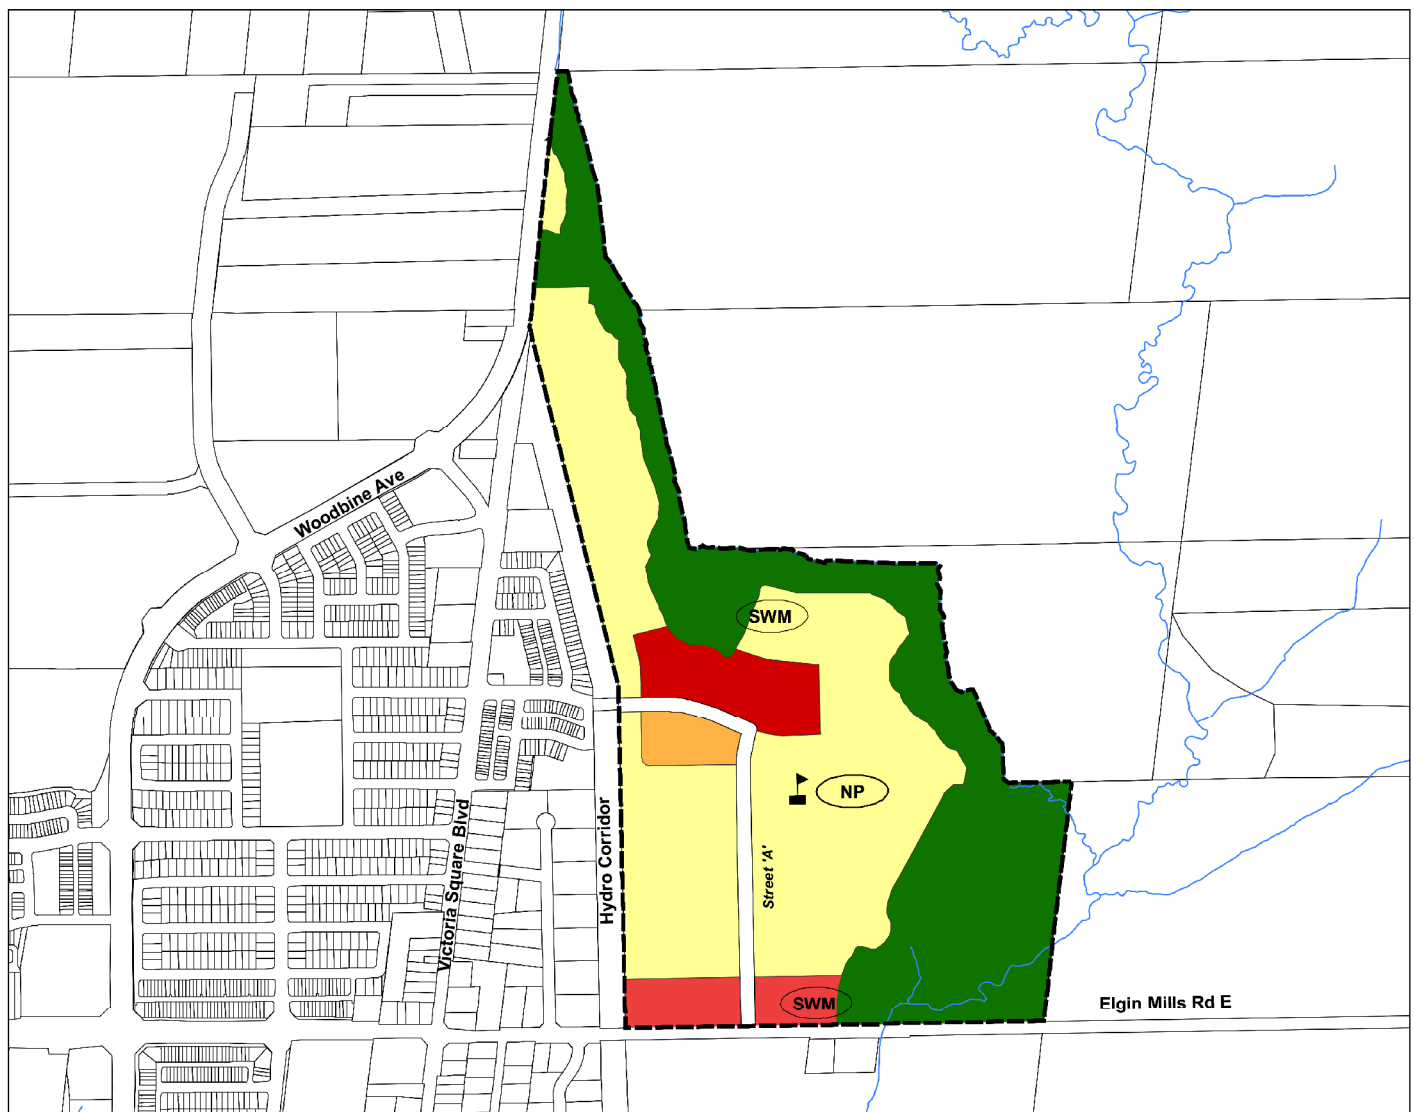 Woodbine Ave
SWM
NP
Street 'A'
Hydro Corridor
Victoria Square Blvd
SWM
Elgin Mills Rd E